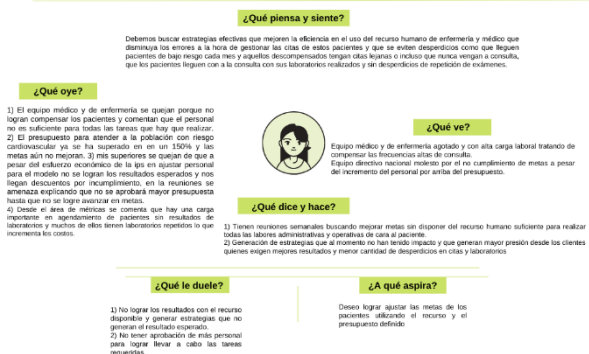 ¿Qué piensa y siente?
Debemos buscar estrategias efectivas que mejoren la eficiencia en el uso del recurso humano de enfermería y médico que
disminuya los errores a la hora de gestionar las citas de estos pacientes y que se eviten desperdicios como que lleguen
pacientes de bajo riesgo cada mes y aquellos descompensados tengan citas lejanas o incluso que nunca vengan a consulta,
que los pacientes lleguen con a la consulta con sus laboratorios realizados y sin desperdicios de repetición de exámenes.
¿Qué oye?
1) El equipo médico y de enfermería se quejan porque no
logran compensar los pacientes y comentan que el personal
no es suficiente para todas las tareas que hay que realizar.
2) El presupuesto para atender a la población con riesgo
cardiovascular ya se ha superado en en un 150% y las
metas aún no mejoran. 3) mis superiores se quejan de que a
pesar del esfuerzo económico de la ips en ajustar personal
para el modelo no se logran los resultados esperados y nos
llegan descuentos por incumplimiento, en la reuniones se
amenaza explicando que no se aprobará mayor presupuesta
hasta que no se logre avanzar en metas.
4) Desde el área de métricas se comenta que hay una carga
importante en agendamiento de pacientes sin resultados de
laboratorios y muchos de ellos tienen laboratorios repetidos lo que
incrementa los costos.
¿Qué ve?
Equipo médico y de enfermería agotado y con alta carga laboral tratando de
compensar las frecuencias altas de consulta.
Equipo directivo nacional molesto por el no cumplimiento de metas a pesar
del incremento del personal por arriba del presupuesto.
¿Qué dice y hace?
1) Tienen reuniones semanales buscando mejorar metas sin disponer del recurso humano suficiente para realizar
todas las labores administrativas y operativas de cara al paciente.
2) Generación de estrategias que al momento no han tenido impacto y que generan mayor presión desde los clientes
quienes exigen mejores resultados y menor cantidad de desperdicios en citas y laboratorios
¿Qué le duele?
1) No lograr los resultados con el recurso
disponible y generar estrategias que no
generan el resultado esperado.
2) No tener aprobación de más personal
para lograr llevar a cabo las tareas
requeridas
¿A qué aspira?
Deseo lograr ajustar las metas de los
pacientes utilizando el recurso y el
presupuesto definido